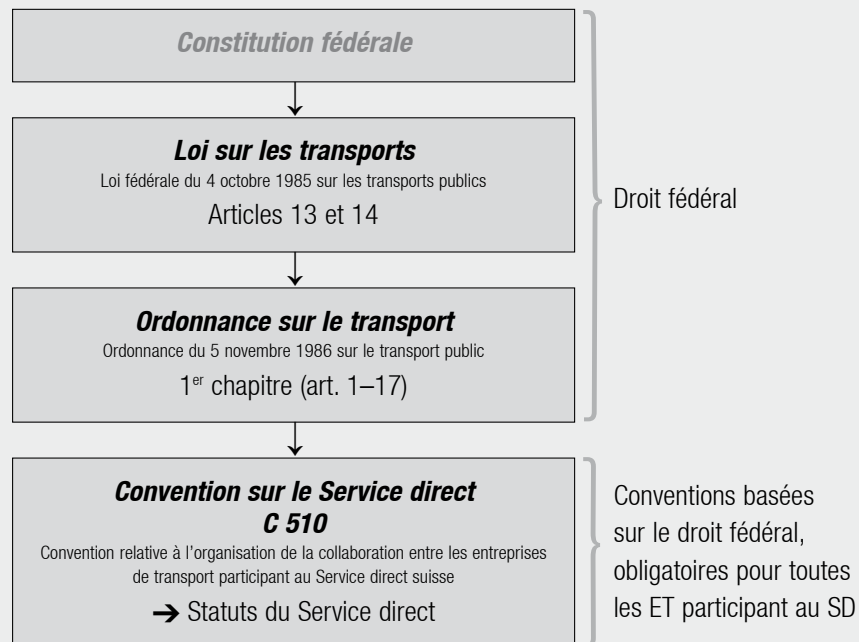 Constitution fédérale
Loi sur les transports
Loi fédérale du 4 octobre 1985 sur les transports publics
Articles 13 et 14
Droit fédéral
Ordonnance sur le transport
Ordonnance du 5 novembre 1986 sur le transport public
1er chapitre (art. 1–17)
Convention sur le Service direct
C 510
Convention relative à l’organisation de la collaboration entre les entreprises
de transport participant au Service direct suisse
➔ Statuts du Service direct
Conventions basées
sur le droit fédéral,
obligatoires pour toutes
les ET participant au SD